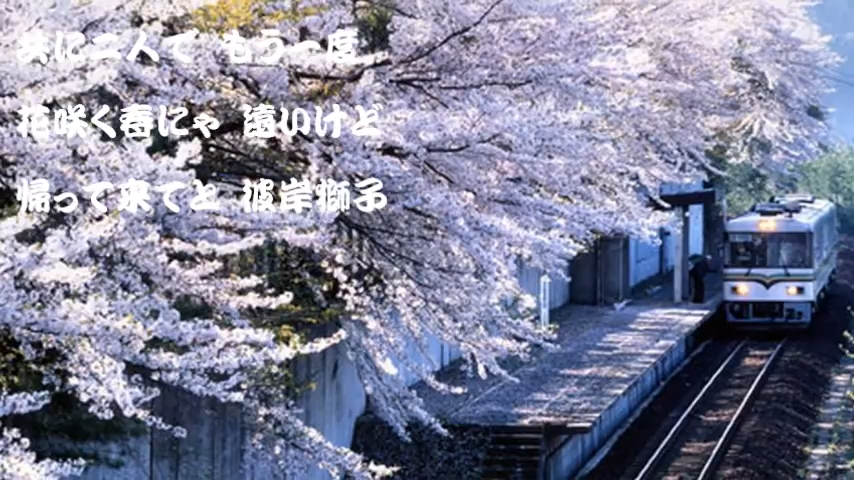 共に二人で もう一度
花咲く春にゃ 遠いけど
帰って来てと 彼岸獅子